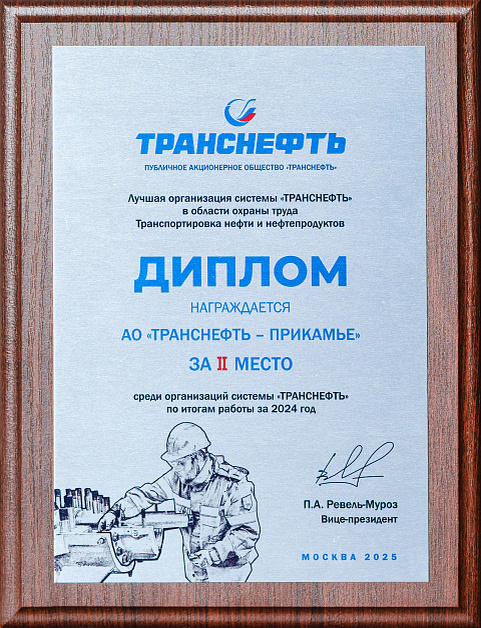 ТРАНСНЕФТЬ
ПУБЛИЧНОЕ АКЦИОНЕРНОЕ ОБЩЕСТВО «ТРАНСНЕФТЬ»
Лучшая организация системы «ТРАНСНЕФТЬ»
в области охраны труда
Транспортировка нефти и нефтепродуктов
ДИПЛОМ
НАГРАЖДАЕТСЯ
АО «ТРАНСНЕФТЬ – ПРИКАМЬЕ»
ЗА II МЕСТО
среди организаций системы «ТРАНСНЕФТЬ»
по итогам работы за 2024 год
П.А. Ревель-Муроз
Вице-президент
МОСКВА 2025